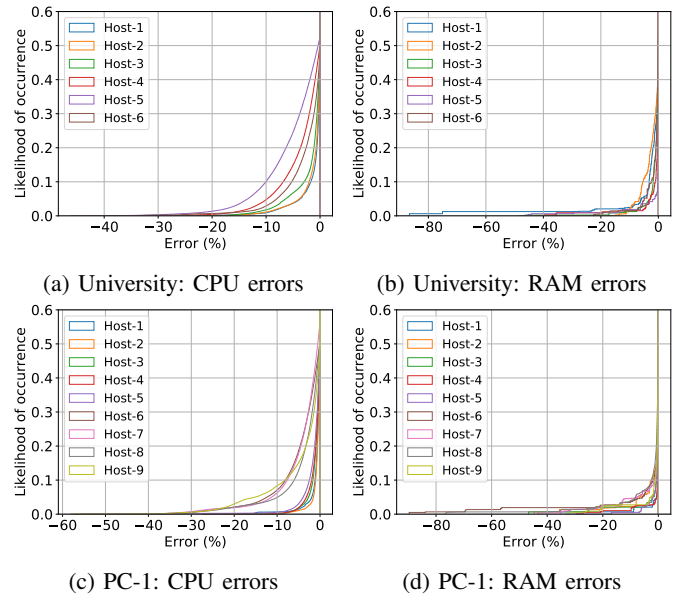 0.6
0.5
0.4
0.3
0.2
0.1
0.0
Likelihood of occurrence
Host-1
Host-2
Host-3
Host-4
Host-5
Host-6
−40 −30 −20 −10 0
Error (%)
(a) University: CPU errors
0.6
0.5
0.4
0.3
0.2
0.1
0.0
Likelihood of occurrence
Host-1
Host-2
Host-3
Host-4
Host-5
Host-6
−80 −60 −40 −20 0
Error (%)
(b) University: RAM errors
0.6
0.5
0.4
0.3
0.2
0.1
0.0
Likelihood of occurrence
Host-1
Host-2
Host-3
Host-4
Host-5
Host-6
Host-7
Host-8
Host-9
−60 −50 −40 −30 −20 −10 0
Error (%)
(c) PC-1: CPU errors
0.6
0.5
0.4
0.3
0.2
0.1
0.0
Likelihood of occurrence
Host-1
Host-2
Host-3
Host-4
Host-5
Host-6
Host-7
Host-8
Host-9
−80 −60 −40 −20 0
Error (%)
(d) PC-1: RAM errors